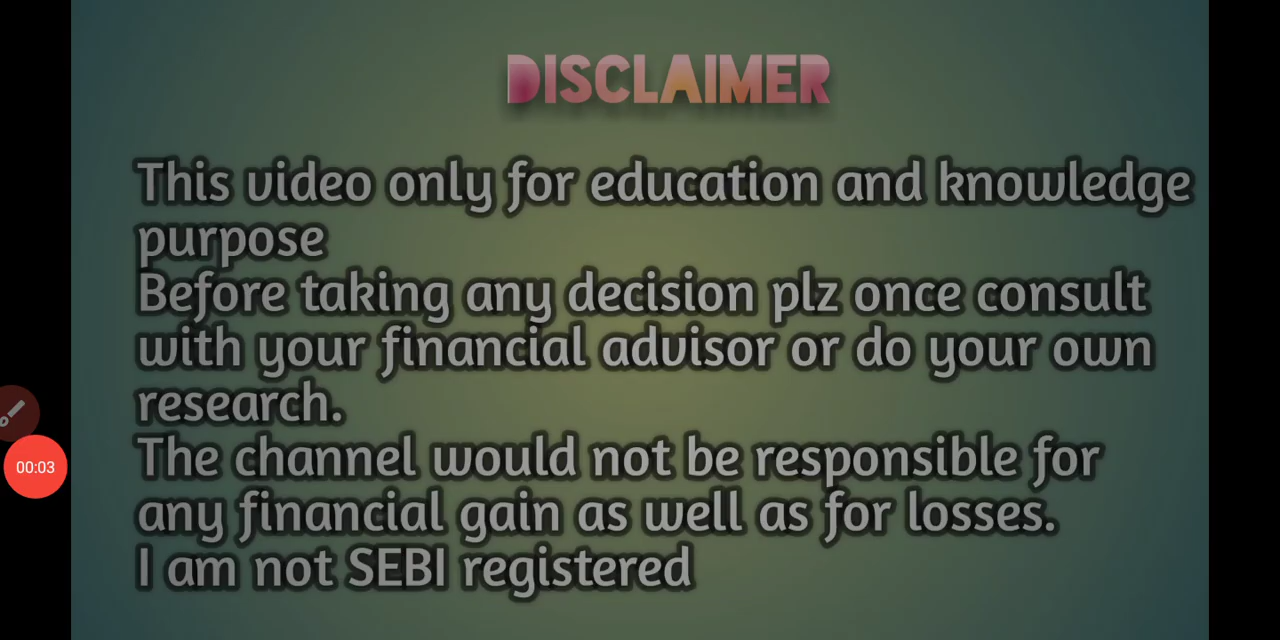 DISCLAIMER
This video only for education and knowledge
purpose
Before taking any decision plz once consult
with your financial advisor or do your own
research.
The channel would not be responsible for
any financial gain as well as for losses.
I am not SEBI registered
00:03